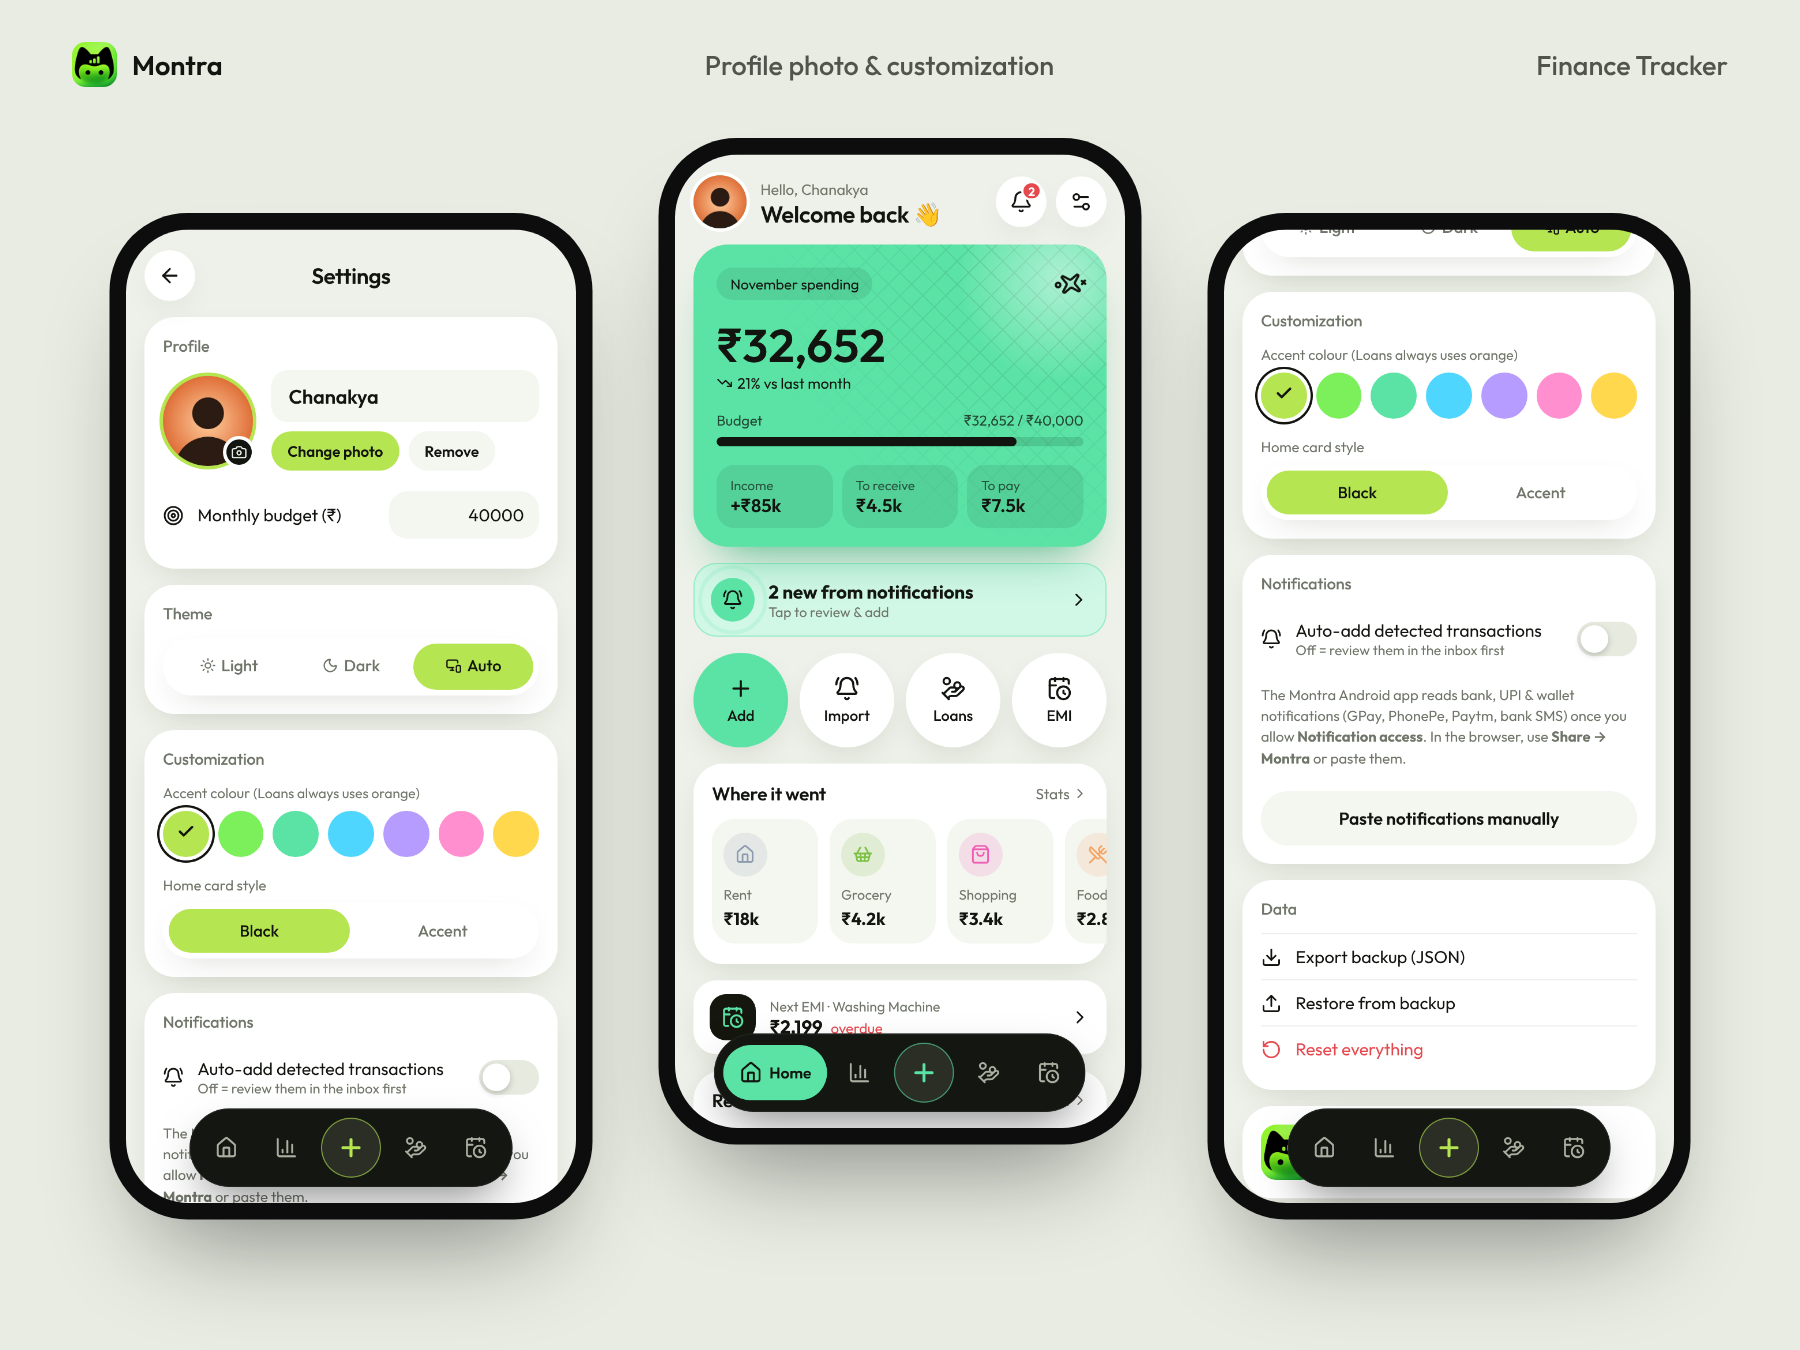 Montra
Profile photo & customization
Finance Tracker
Settings
Profile
Chanakya
Change photo
Remove
Monthly budget (₹)
40000
Theme
Light
Dark
Auto
Customization
Accent colour (Loans always uses orange)
Home card style
Black
Accent
Notifications
Auto-add detected transactions
Off = review them in the inbox first
The
you
allow
Montra or paste them.
Hello, Chanakya
Welcome back 👋
2
November spending
₹32,652
21% vs last month
Budget
₹32,652 / ₹40,000
Income
+₹85k
To receive
₹4.5k
To pay
₹7.5k
2 new from notifications
Tap to review & add
Add
Import
Loans
EMI
Where it went
Stats
Rent
₹18k
Grocery
₹4.2k
Shopping
₹3.4k
Food
Next EMI · Washing Machine
₹2,199 overdue
Home
Light
Dark
Auto
Customization
Accent colour (Loans always uses orange)
Home card style
Black
Accent
Notifications
Auto-add detected transactions
Off = review them in the inbox first
The Montra Android app reads bank, UPI & wallet
notifications (GPay, PhonePe, Paytm, bank SMS) once you
allow Notification access. In the browser, use Share →
Montra or paste them.
Paste notifications manually
Data
Export backup (JSON)
Restore from backup
Reset everything